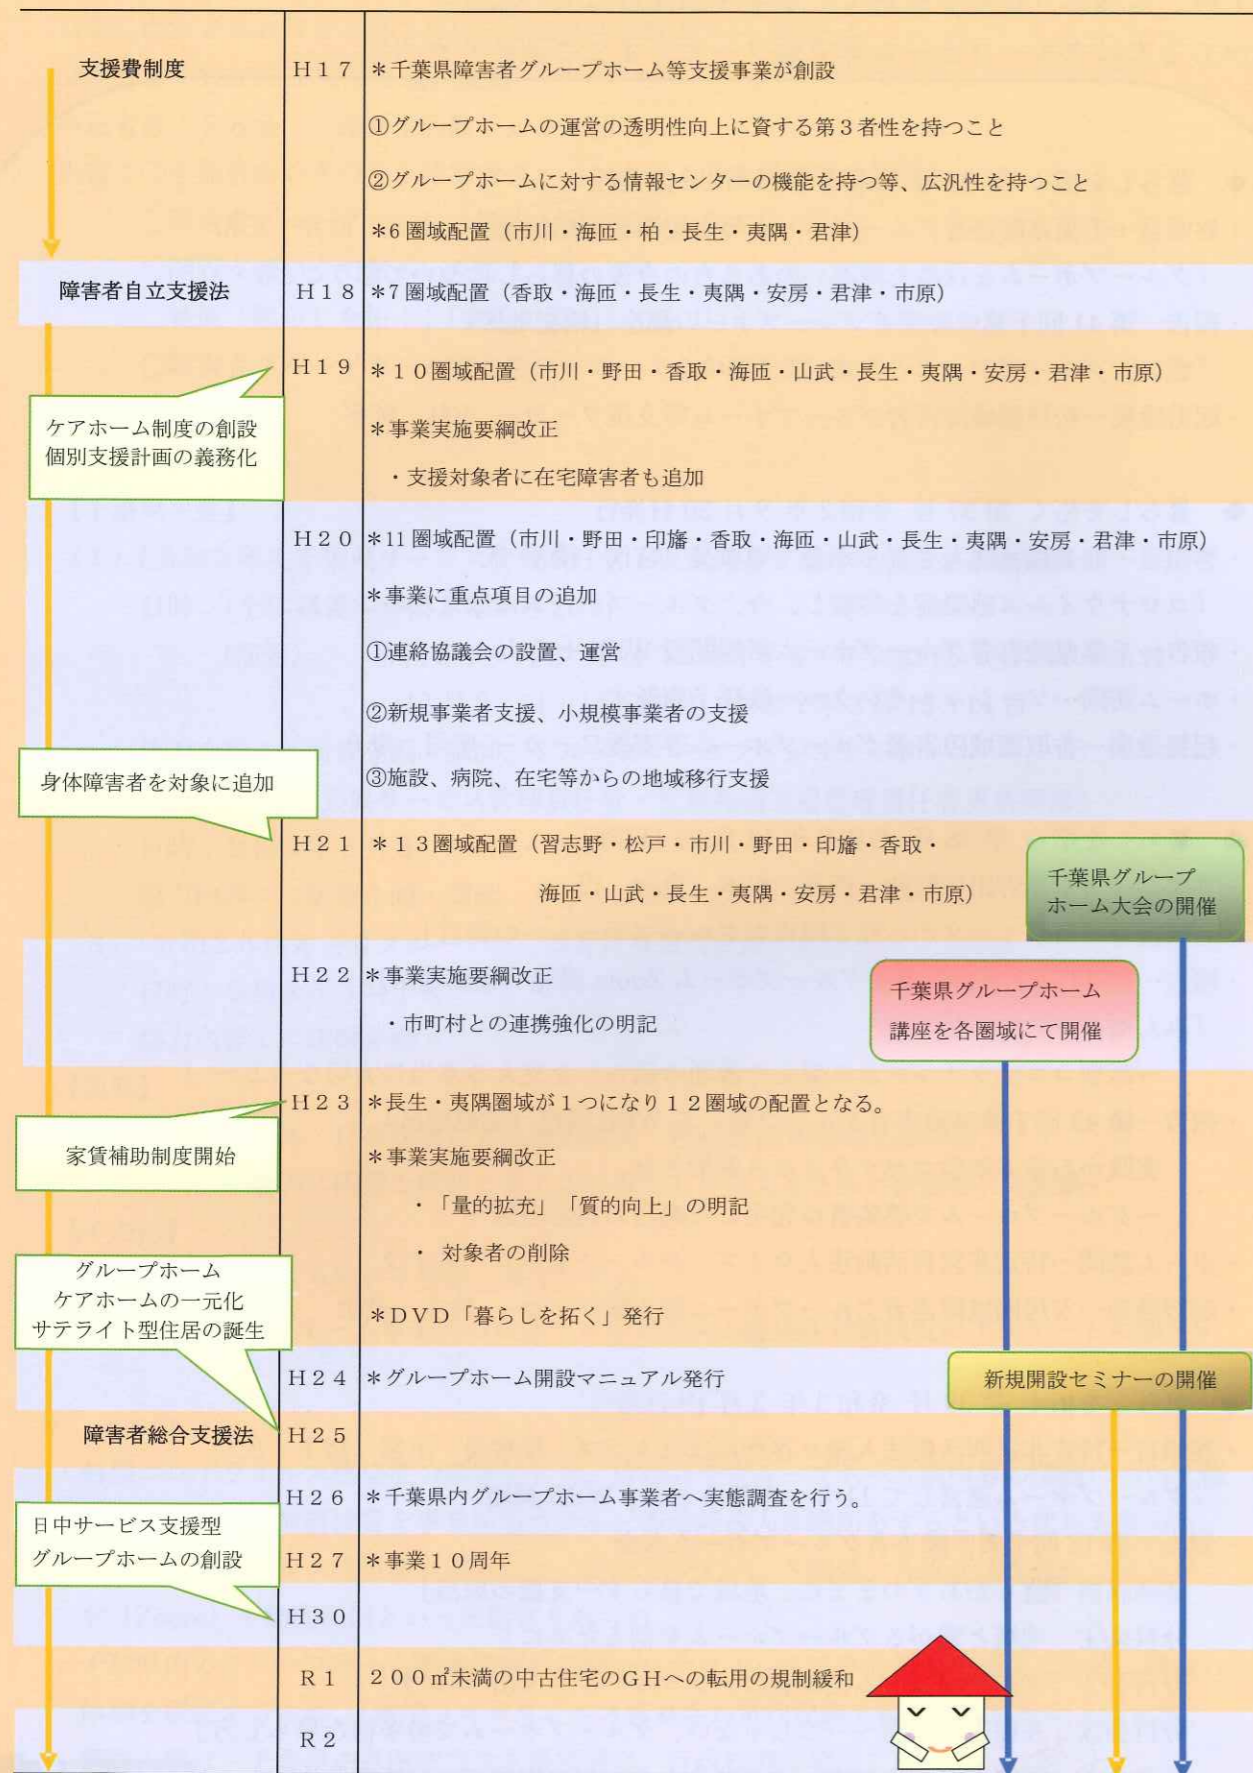 支援費制度
H17 ＊千葉県障害者グループホーム等支援事業が創設
①グループホームの運営の透明性向上に資する第3者性を持つこと
②グループホームに対する情報センターの機能を持つ等、広汎性を持つこと
＊6圏域配置（市川・海匝・柏・長生・夷隅・君津）
障害者自立支援法
H18 ＊7圏域配置（香取・海匝・長生・夷隅・安房・君津・市原）
H19 ＊10圏域配置（市川・野田・香取・海匝・山武・長生・夷隅・安房・君津・市原）
ケアホーム制度の創設
個別支援計画の義務化
＊事業実施要綱改正
・支援対象者に在宅障害者も追加
H20 ＊11圏域配置（市川・野田・印旛・香取・海匝・山武・長生・夷隅・安房・君津・市原）
＊事業に重点項目の追加
①連絡協議会の設置、運営
②新規事業者支援、小規模事業者の支援
③施設、病院、在宅等からの地域移行支援
身体障害者を対象に追加
H21 ＊13圏域配置（習志野・松戸・市川・野田・印旛・香取・
海匝・山武・長生・夷隅・安房・君津・市原）
千葉県グループ
ホーム大会の開催
H22 ＊事業実施要綱改正
・市町村との連携強化の明記
千葉県グループホーム
講座を各圏域にて開催
H23 ＊長生・夷隅圏域が1つになり12圏域の配置となる。
家賃補助制度開始
＊事業実施要綱改正
・「量的拡充」「質的向上」の明記
・ 対象者の削除
＊DVD「暮らしを拓く」発行
グループホーム
ケアホームの一元化
サテライト型住居の誕生
H24 ＊グループホーム開設マニュアル発行
新規開設セミナーの開催
障害者総合支援法
H25
H26 ＊千葉県内グループホーム事業者へ実態調査を行う。
日中サービス支援型
グループホームの創設
H27 ＊事業10周年
H30
R1 200㎡未満の中古住宅のGHへの転用の規制緩和
R2